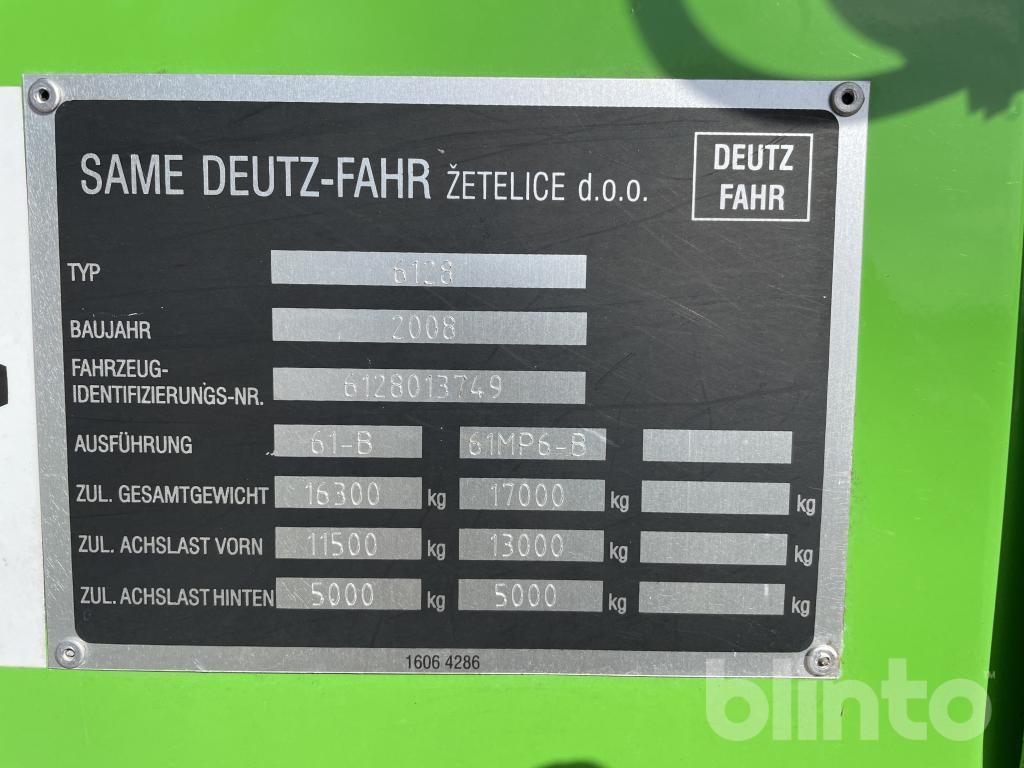 SAME DEUTZ-FAHR ŽETELICE d.o.o.
DEUTZ
FAHR
TYP 6128
BAUJAHR 2008
FAHRZEUG-
IDENTIFIZIERUNGS-NR. 6128013749
AUSFÜHRUNG 61-B 61MP6-B
ZUL. GESAMTGEWICHT 16300 kg 17000 kg kg
ZUL. ACHSLAST VORN 11500 kg 13000 kg kg
ZUL. ACHSLAST HINTEN 5000 kg 5000 kg kg
1606 4286
blinto™